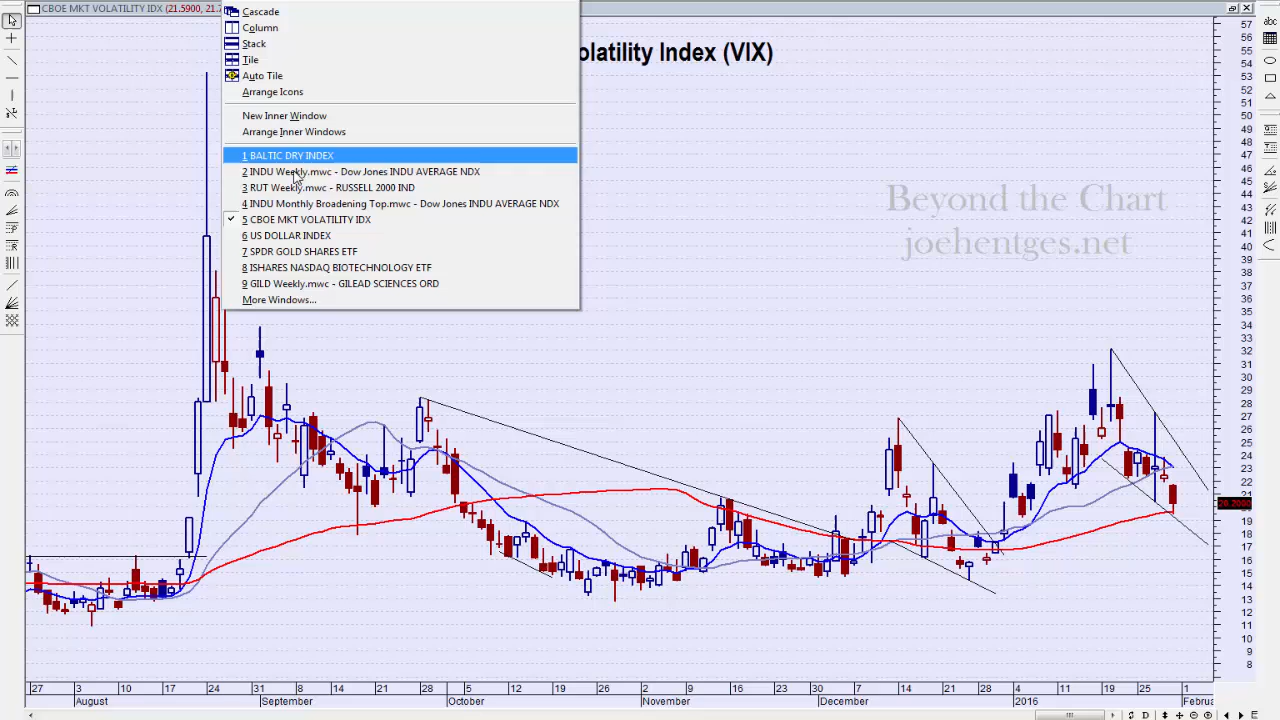 CBOE MKT VOLATILITY IDX (21.5900, 21.7
Cascade
Column
Stack
Tile
Auto Tile
Arrange Icons
New Inner Window
Arrange Inner Windows
1 BALTIC DRY INDEX
2 INDU Weekly.mwc - Dow Jones INDU AVERAGE NDX
3 RUT Weekly.mwc - RUSSELL 2000 IND
4 INDU Monthly Broadening Top.mwc - Dow Jones INDU AVERAGE NDX
5 CBOE MKT VOLATILITY IDX
6 US DOLLAR INDEX
7 SPDR GOLD SHARES ETF
8 ISHARES NASDAQ BIOTECHNOLOGY ETF
9 GILD Weekly.mwc - GILEAD SCIENCES ORD
More Windows...
olatility Index (VIX)
Beyond the Chart
joehentges.net
abc
57
56
55
54
53
52
51
50
49
48
47
46
45
44
43
42
41
40
39
38
37
36
35
34
33
32
31
30
29
28
27
26
25
24
23
22
21
19
18
17
16
15
14
13
12
11
10
9
8
27 3 10 17 24 31 8 14 21 28 5 12 19 26 2 9 16 23 30 7 14 21 28 4 11 19 25 1
August September October November December 2016 Februa
D E